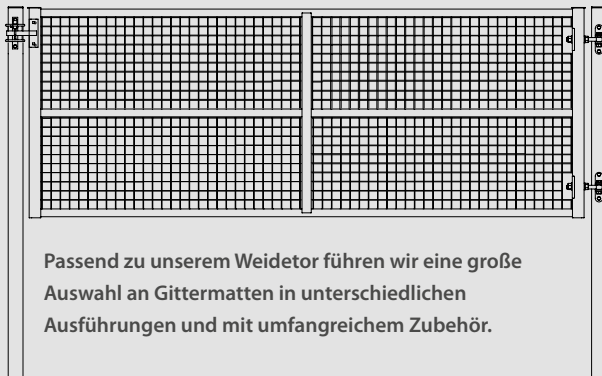 Passend zu unserem Weidetor führen wir eine große
Auswahl an Gittermatten in unterschiedlichen
Ausführungen und mit umfangreichem Zubehör.